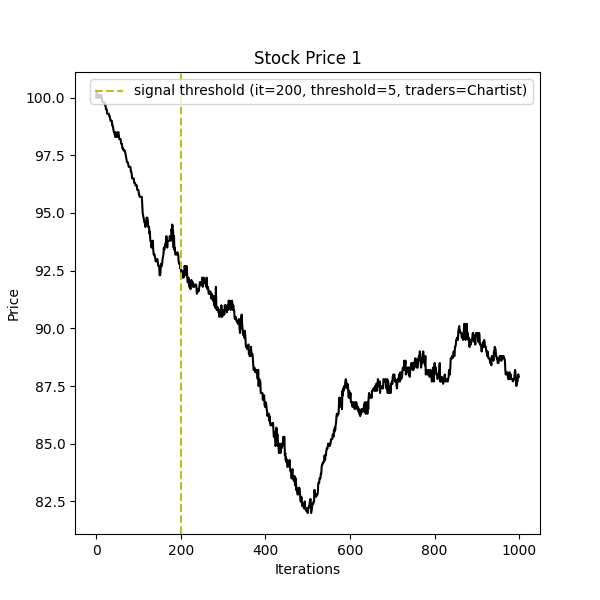 Stock Price 1
signal threshold (it=200, threshold=5, traders=Chartist)
100.0
97.5
95.0
92.5
90.0
87.5
85.0
82.5
Price
0 200 400 600 800 1000
Iterations